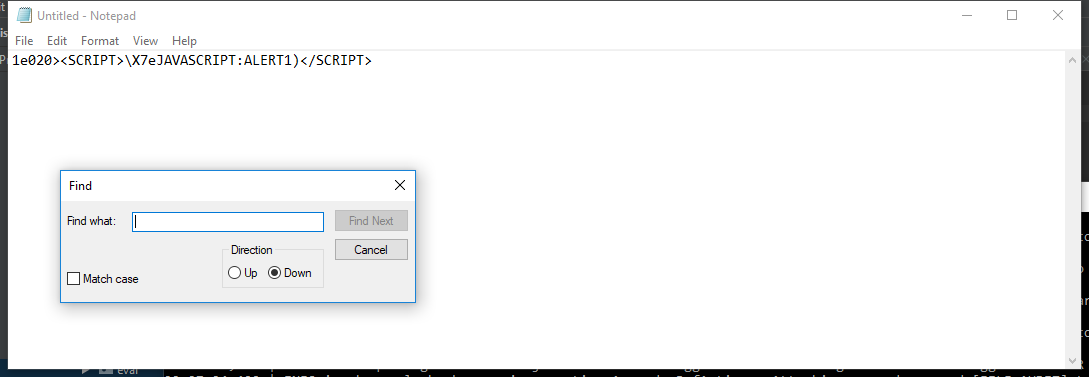 Untitled - Notepad
File Edit Format View Help
1e020><SCRIPT>\X7eJAVASCRIPT:ALERT1)</SCRIPT>
Find
Find what: Find Next
Direction Cancel
Up Down
Match case
eval